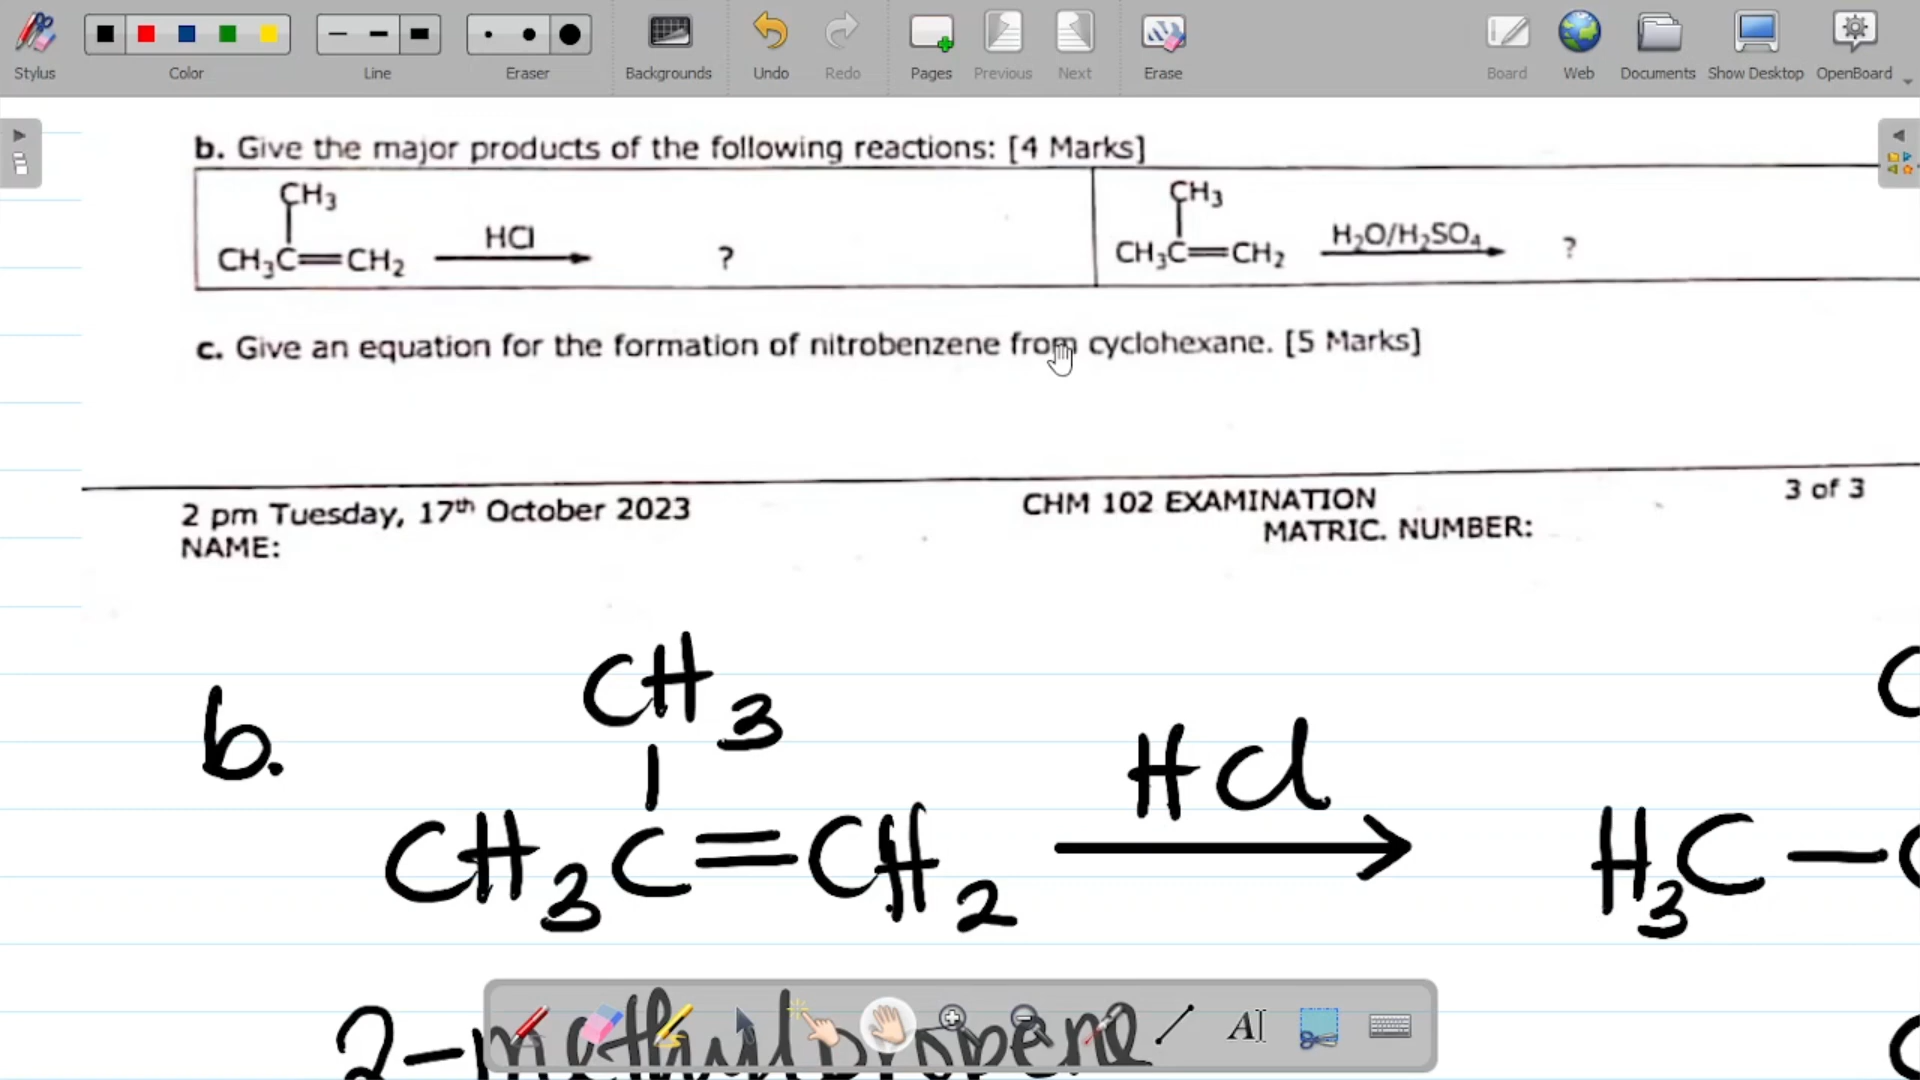 Stylus
Color
Line
Eraser
Backgrounds
Undo
Redo
Pages
Previous
Next
Erase
Board
Web
Documents
Show Desktop
OpenBoard
b. Give the major products of the following reactions: [4 Marks]
CH3
CH3C=CH2
HCl
?
CH3
CH3C=CH2
H2O/H2SO4
?
c. Give an equation for the formation of nitrobenzene from cyclohexane. [5 Marks]
2 pm Tuesday, 17th October 2023
CHM 102 EXAMINATION
3 of 3
NAME:
MATRIC. NUMBER:
b.
CH3
CH3C=CH2
HCl
H3C-
2-methylpropene
AI